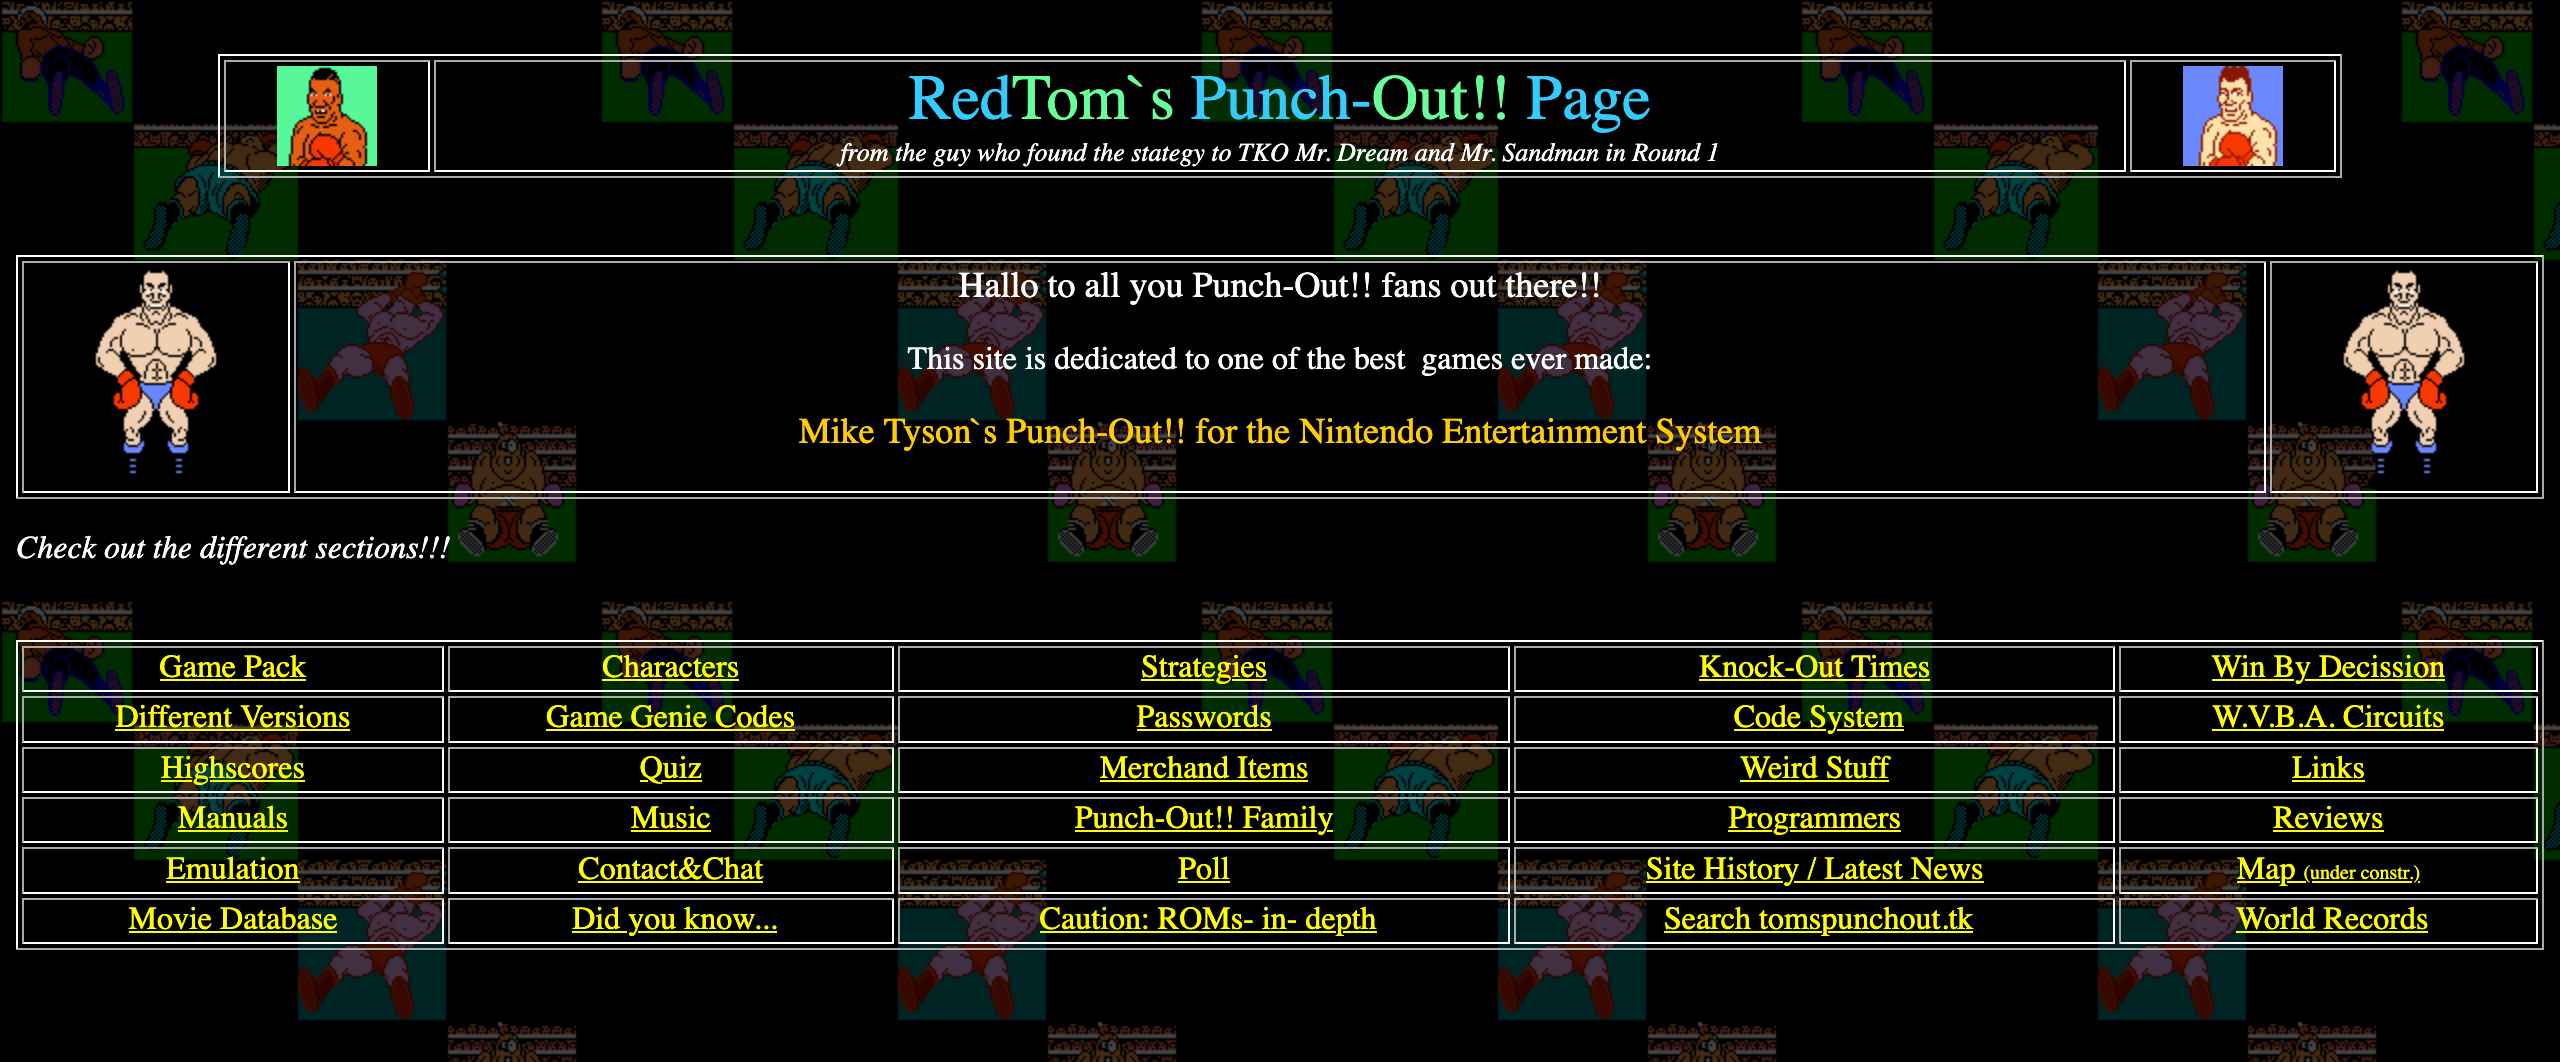 RedTom`s Punch-Out!! Page
from the guy who found the stategy to TKO Mr. Dream and Mr. Sandman in Round 1
Hallo to all you Punch-Out!! fans out there!!
This site is dedicated to one of the best  games ever made:
Mike Tyson`s Punch-Out!! for the Nintendo Entertainment System
Check out the different sections!!!
Game Pack Characters Strategies Knock-Out Times Win By Decission
Different Versions Game Genie Codes Passwords Code System W.V.B.A. Circuits
Highscores Quiz Merchand Items Weird Stuff Links
Manuals Music Punch-Out!! Family Programmers Reviews
Emulation Contact&Chat Poll Site History / Latest News Map (under constr.)
Movie Database Did you know... Caution: ROMs- in- depth Search tomspunchout.tk World Records